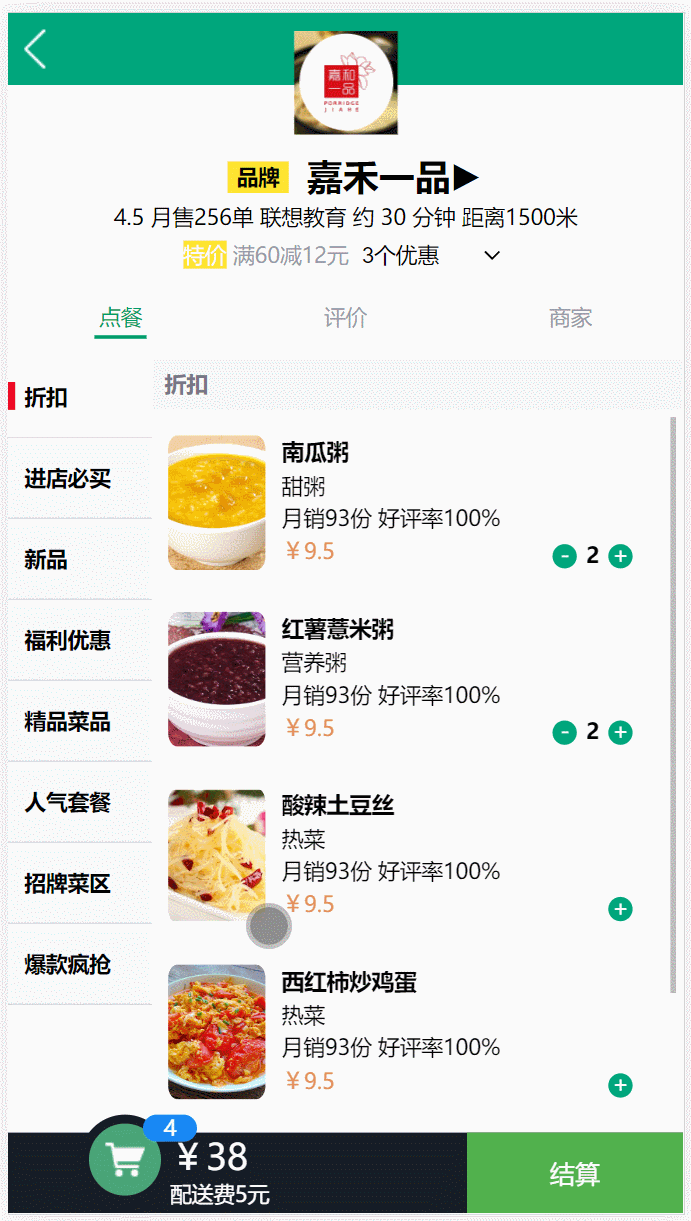 嘉和
一品
PORRIDGE
JIAHE
品牌 嘉禾一品▶
4.5 月售256单 联想教育 约 30 分钟 距离1500米
特价 满60减12元 3个优惠
点餐 评价 商家
折扣
进店必买
新品
福利优惠
精品菜品
人气套餐
招牌菜区
爆款疯抢
折扣
南瓜粥
甜粥
月销93份 好评率100%
￥9.5
- 2 +
红薯薏米粥
营养粥
月销93份 好评率100%
￥9.5
- 2 +
酸辣土豆丝
热菜
月销93份 好评率100%
￥9.5
+
西红柿炒鸡蛋
热菜
月销93份 好评率100%
￥9.5
+
4
￥38
配送费5元
结算